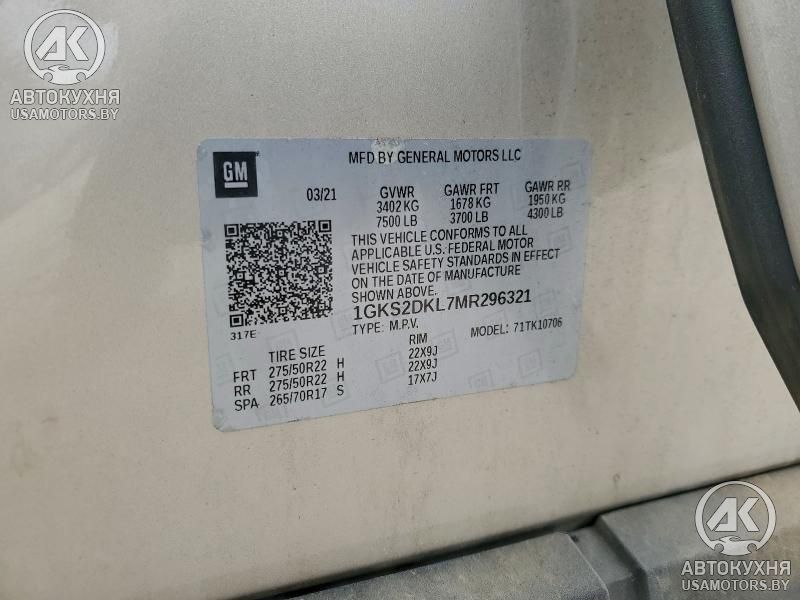 АК
АВТОКУХНЯ
USAMOTORS.BY
GM
MFD BY GENERAL MOTORS LLC
03/21 GVWR GAWR FRT GAWR RR
3402 KG 1678 KG 1950 KG
7500 LB 3700 LB 4300 LB
THIS VEHICLE CONFORMS TO ALL
APPLICABLE U.S. FEDERAL MOTOR
VEHICLE SAFETY STANDARDS IN EFFECT
ON THE DATE OF MANUFACTURE
SHOWN ABOVE.
1GKS2DKL7MR296321
317E
TYPE: M.P.V. MODEL: 71TK10706
TIRE SIZE RIM
FRT 275/50R22 H 22X9J
RR 275/50R22 H 22X9J
SPA 265/70R17 S 17X7J
АК
АВТОКУХНЯ
USAMOTORS.BY